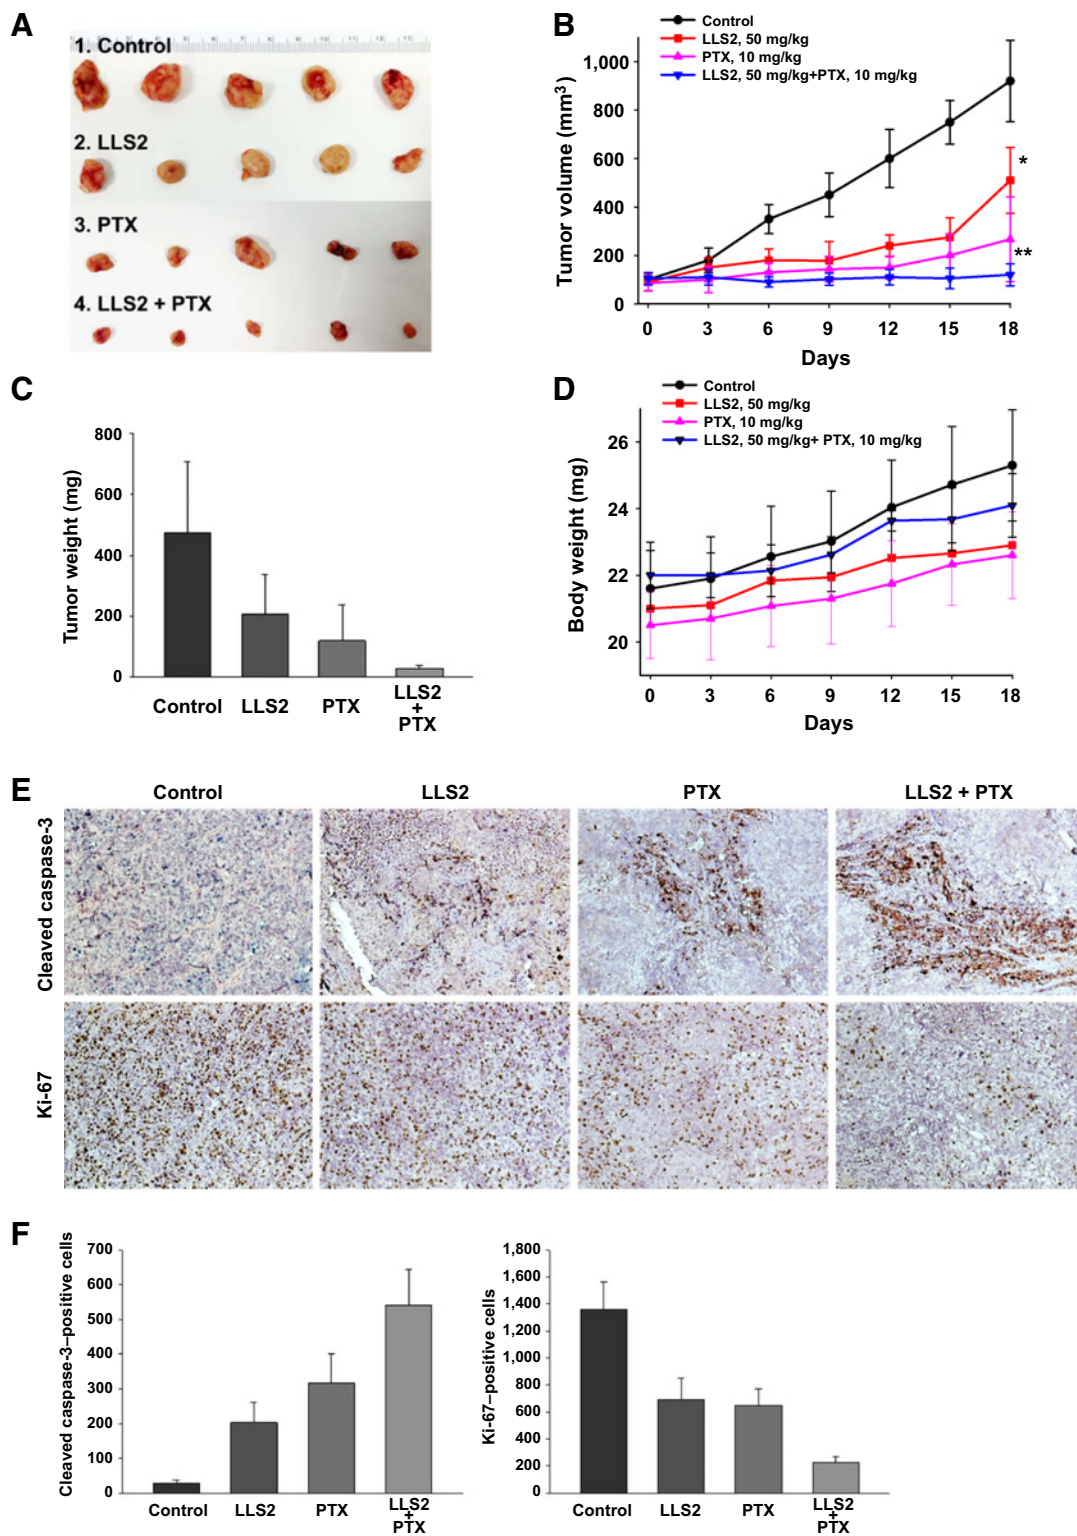 A
1. Control
2. LLS2
3. PTX
4. LLS2 + PTX
B
Control
LLS2, 50 mg/kg
PTX, 10 mg/kg
LLS2, 50 mg/kg+PTX, 10 mg/kg
Tumor volume (mm3)
1,000
800
600
400
200
0
*
**
0 3 6 9 12 15 18
Days
C
Tumor weight (mg)
800
600
400
200
0
Control LLS2 PTX LLS2
+
PTX
D
Control
LLS2, 50 mg/kg
PTX, 10 mg/kg
LLS2, 50 mg/kg+ PTX, 10 mg/kg
Body weight (mg)
26
24
22
20
0 3 6 9 12 15 18
Days
E
Control LLS2 PTX LLS2 + PTX
Cleaved caspase-3
Ki-67
F
Cleaved caspase-3–positive cells
700
600
500
400
300
200
100
0
Control LLS2 PTX LLS2
+
PTX
Ki-67–positive cells
1,800
1,600
1,400
1,200
1,000
800
600
400
200
0
Control LLS2 PTX LLS2
+
PTX